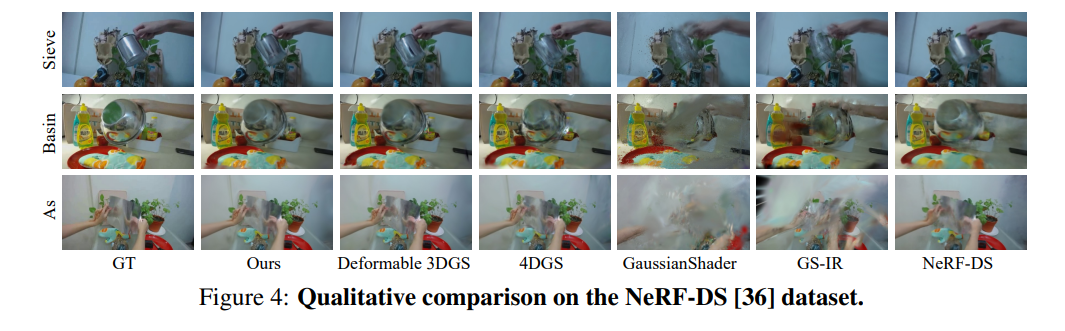 Sieve
Basin
As
GT Ours Deformable 3DGS 4DGS GaussianShader GS-IR NeRF-DS
Figure 4: Qualitative comparison on the NeRF-DS [36] dataset.